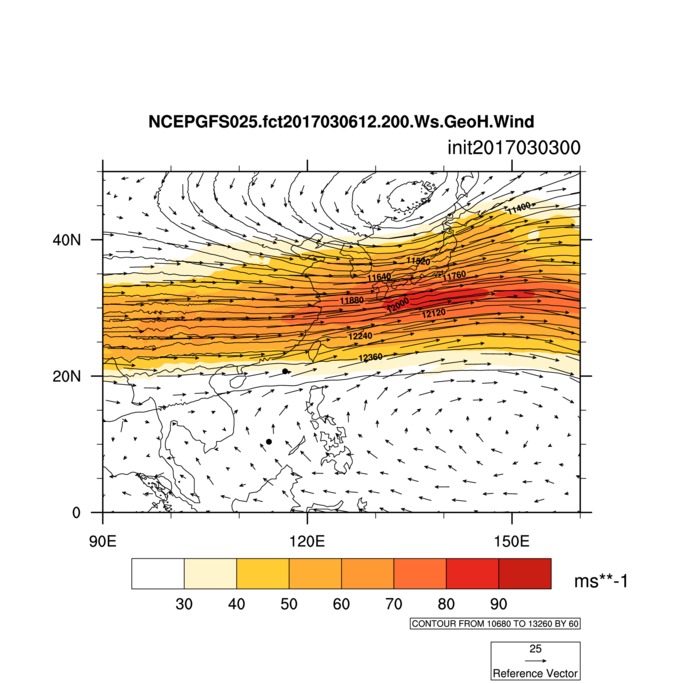 NCEPGFS025.fct2017030612.200.Ws.GeoH.Wind
init2017030300
11400
40N
11520
11640
11760
11880
12000
12120
12240
12360
20N
0
90E
120E
150E
ms**-1
30
40
50
60
70
80
90
CONTOUR FROM 10680 TO 13260 BY 60
25
Reference Vector